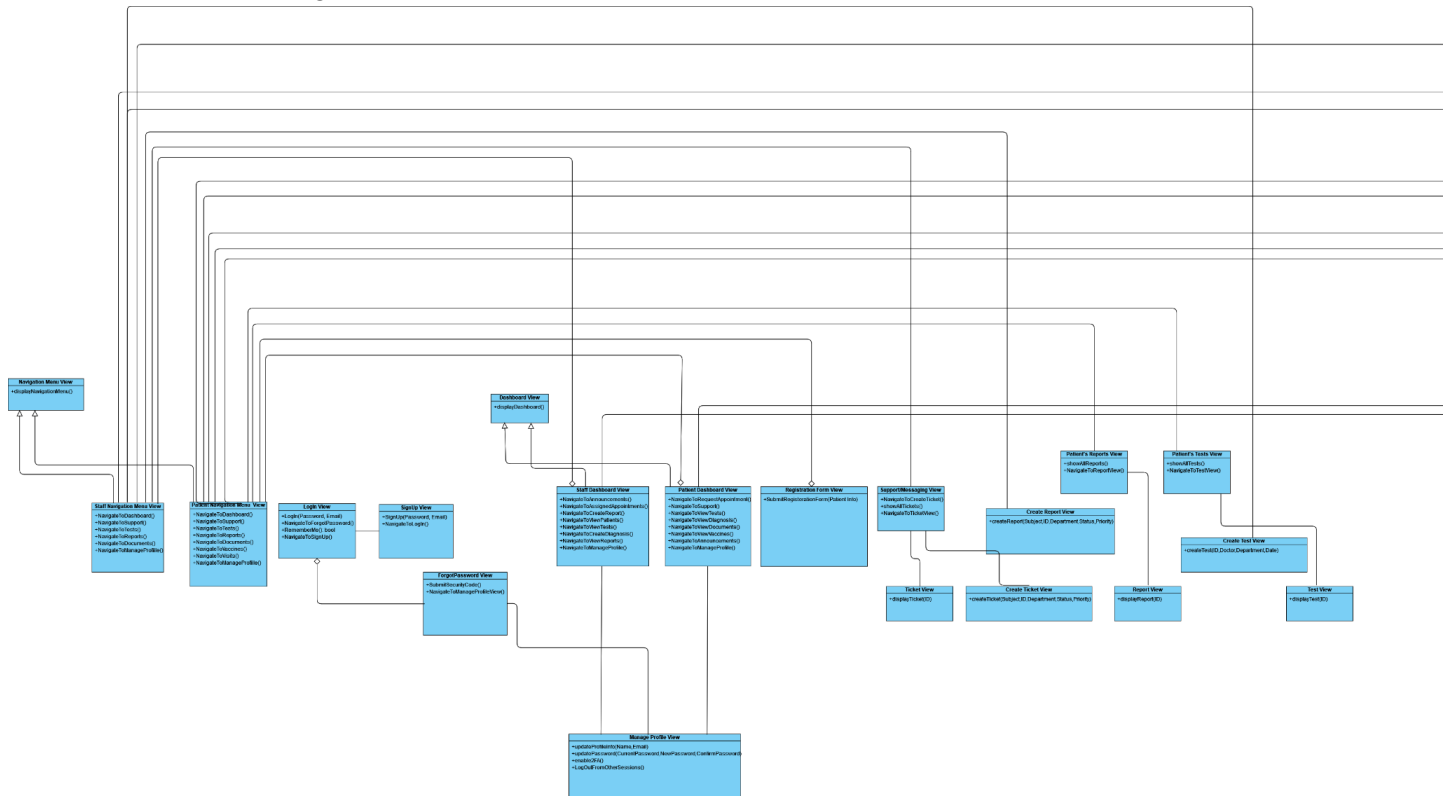 Navigation Menu View
+displayNavigationMenu()
Dashboard View
+displayDashboard()
Patient's Reports View
+showAllReports()
+NavigateToReportView()
Patient's Tests View
+showAllTests()
+NavigateToTestView()
Staff Navigation Menu View
+NavigateToDashboard()
+NavigateToSupport()
+NavigateToTests()
+NavigateToReports()
+NavigateToDocuments()
+NavigateToManageProfile()
Patient Navigation Menu View
+NavigateToDashboard()
+NavigateToSupport()
+NavigateToTests()
+NavigateToReports()
+NavigateToDocuments()
+NavigateToVaccines()
+NavigateToVisits()
+NavigateToManageProfile()
Login View
+Login(Password, Email)
+NavigateToForgotPassword()
+RememberMe() : bool
+NavigateToSignUp()
SignUp View
+SignUp(Password, Email)
+NavigateToLogin()
Staff Dashboard View
+NavigateToAnnouncements()
+NavigateToAssignedAppointments()
+NavigateToCreateReport()
+NavigateToViewPatients()
+NavigateToViewTests()
+NavigateToCreateDiagnosis()
+NavigateToViewReports()
+NavigateToManageProfile()
Patient Dashboard View
+NavigateToRequestAppointment()
+NavigateToSupport()
+NavigateToViewTests()
+NavigateToViewDiagnosis()
+NavigateToViewDocuments()
+NavigateToViewVaccines()
+NavigateToAnnouncements()
+NavigateToManageProfile()
Registration Form View
+SubmitRegistrationForm(Patient Info)
Support/Messaging View
+NavigateToCreateTicket()
+showAllTickets()
+NavigateToTicketView()
Create Report View
+createReport(Subject,ID,Department,Status,Priority)
Create Test View
+createTest(ID,Doctor,Department,Date)
ForgotPassword View
+SubmitSecurityCode()
+NavigateToManageProfileView()
Ticket View
+displayTicket(ID)
Create Ticket View
+createTicket(Subject,ID,Department,Status,Priority)
Report View
+displayReport(ID)
Test View
+displayTest(ID)
Manage Profile View
+updateProfileInfo(Name,Email)
+updatePassword(CurrentPassword,NewPassword,ConfirmPassword)
+enable2FA()
+LogOutFromOtherSessions()